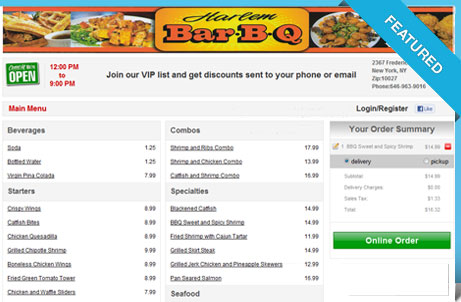 Harlem
Bar·B·Q
FEATURED
COME IN WE'RE
OPEN
12:00 PM
to
9:00 PM
Join our VIP list and get discounts sent to your phone or email
2367 Frederick
New York, NY
Zip:10027
Phone:646-963-9016
Main Menu
Login/Register
Like
Beverages
Soda 1.25
Bottled Water 1.25
Virgin Pina Colada 7.99
Starters
Crispy Wings 8.99
Catfish Bites 8.99
Chicken Quesadilla 9.99
Grilled Chipotle Shrimp 9.99
Boneless Chicken Wings 9.99
Fried Green Tomato Tower 9.99
Chicken and Waffle Sliders 7.99
Combos
Shrimp and Ribs Combo 17.99
Shrimp and Chicken Combo 13.99
Catfish and Shrimp Combo 16.99
Specialties
Blackened Catfish 14.99
BBQ Sweet and Spicy Shrimp 14.99
Fried Shrimp with Cajun Tartar 11.99
Grilled Skirt Steak 14.99
Grilled Jerk Chicken and Pineapple Skewers 12.99
Pan Seared Salmon 16.99
Seafood
Your Order Summary
1 BBQ Sweet and Spicy Shrimp $14.99
delivery pickup
Subtotal: $14.99
Delivery Charges: $0.00
Sales Tax: $1.33
Total: $16.32
Online Order